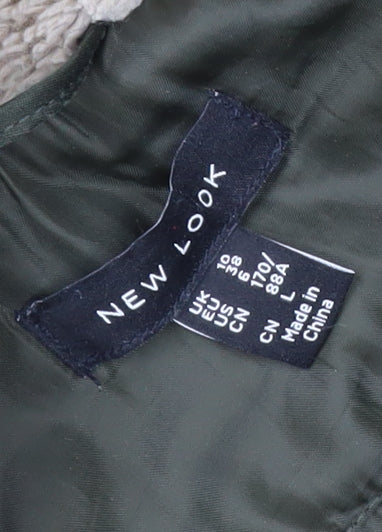 NEW LOOK
UK 10
EU 38
US 6
CN 170/
88A
CN L
Made in
China